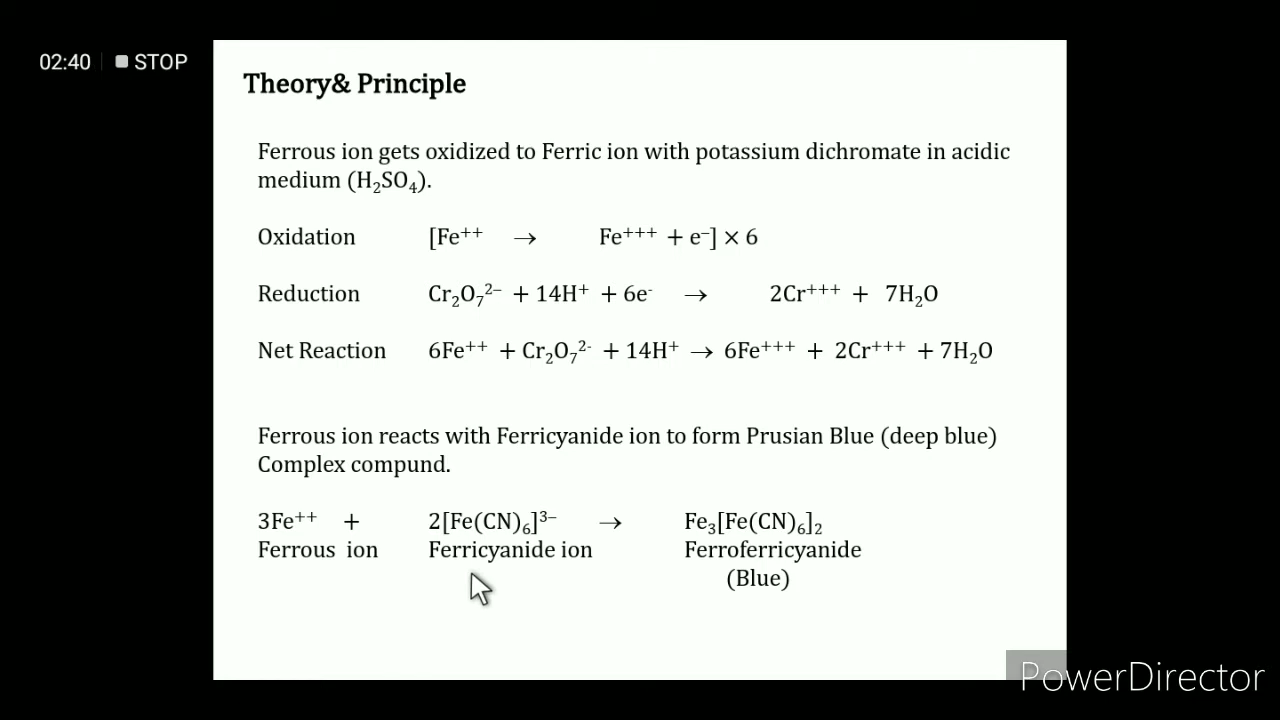 02:40 STOP
Theory& Principle
Ferrous ion gets oxidized to Ferric ion with potassium dichromate in acidic
medium (H₂SO₄).
Oxidation [Fe⁺⁺ → Fe⁺⁺⁺ + e⁻] × 6
Reduction Cr₂O₇²⁻ + 14H⁺ + 6e⁻ → 2Cr⁺⁺⁺ + 7H₂O
Net Reaction 6Fe⁺⁺ + Cr₂O₇²⁻ + 14H⁺ → 6Fe⁺⁺⁺ + 2Cr⁺⁺⁺ + 7H₂O
Ferrous ion reacts with Ferricyanide ion to form Prusian Blue (deep blue)
Complex compund.
3Fe⁺⁺ + 2[Fe(CN)₆]³⁻ → Fe₃[Fe(CN)₆]₂
Ferrous ion Ferricyanide ion Ferroferricyanide
(Blue)
PowerDirector